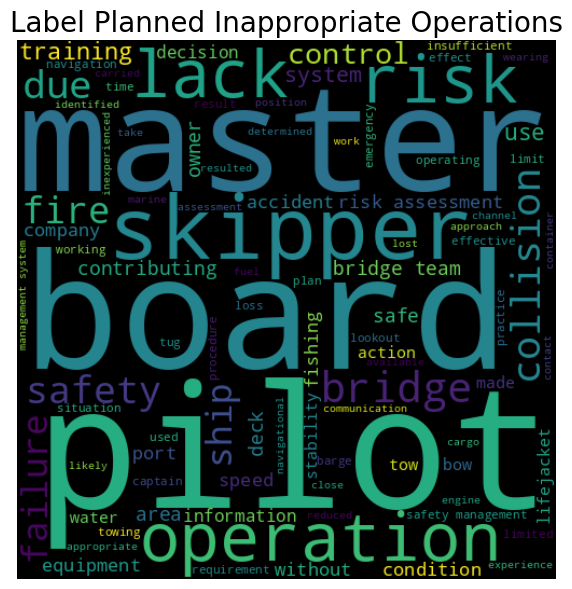 Label Planned Inappropriate Operations
training decision control insufficient
navigation carried lack system effect wearing
due time risk
identified result position
master
inexperienced take owner determined work emergency operating use limit
resulted
marine
fire assessment accident risk assessment channel
company skipper approach
working lost effective container
management system contributing fuel bridge team collision
board plan
loss safe practice contact
tug procedure lookout
fishing action available
safety ship bridge made
situation deck navigational stability communication
pilot
failure used tow cargo
likely port barge bow
captain speed close lifejacket
water area information engine
reduced safety management
towing operation limited
appropriate
equipment requirement without condition experience